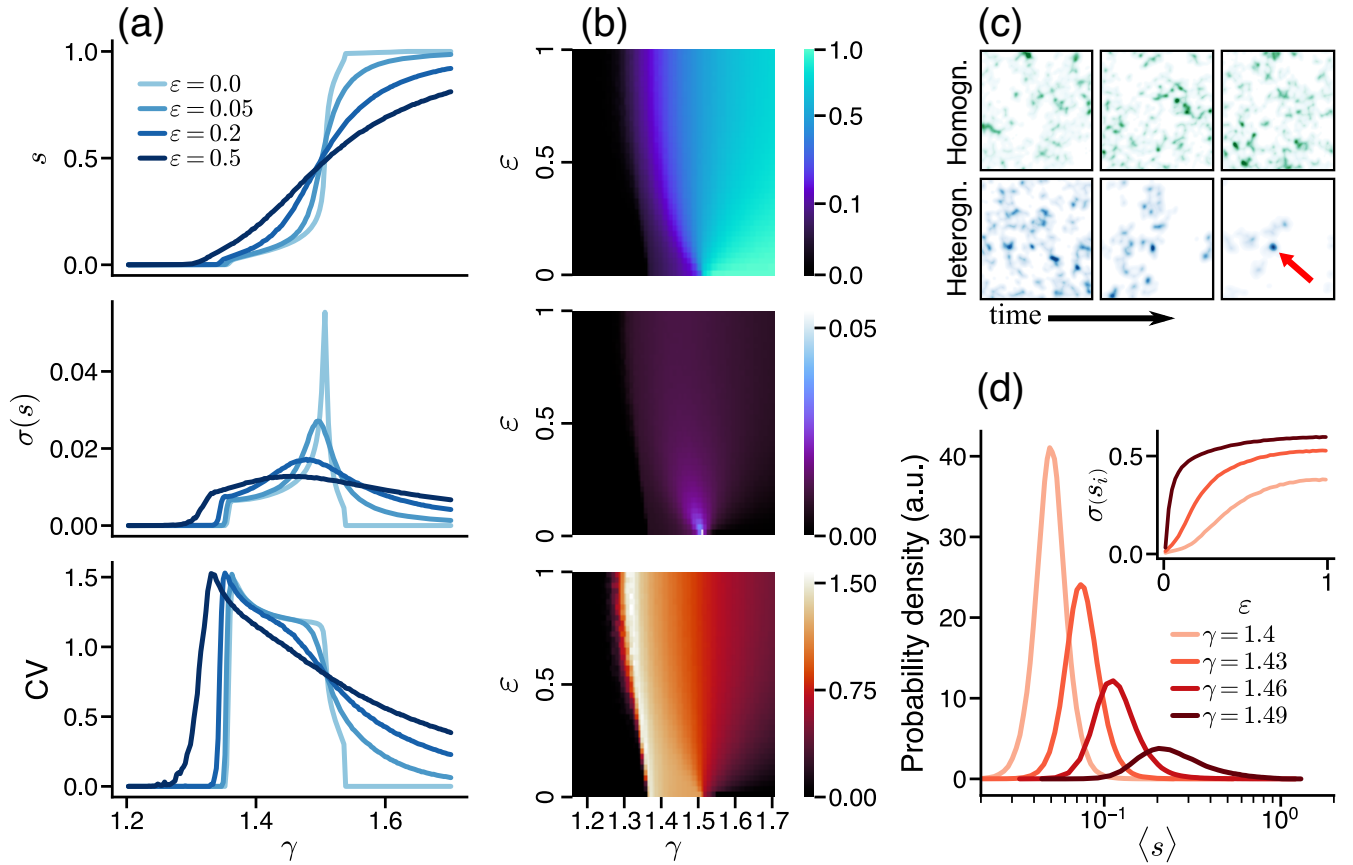 (a)
s
1.0
0.5
0.0
ε = 0.0
ε = 0.05
ε = 0.2
ε = 0.5
σ(s)
0.04
0.02
0.00
CV
1.5
1.0
0.5
0.0
1.2
1.4
1.6
γ
(b)
ε
1
0.5
0
1.0
0.5
0.1
0.0
ε
1
0.5
0
0.05
0.00
ε
1
0.5
0
1.50
0.75
0.00
1.2
1.3
1.4
1.5
1.6
1.7
γ
(c)
Homogn.
Heterogn.
time
(d)
Probability density (a.u.)
40
30
20
10
0
σ(s_i)
0.5
0.0
0
1
ε
γ = 1.4
γ = 1.43
γ = 1.46
γ = 1.49
10⁻¹
10⁰
⟨s⟩